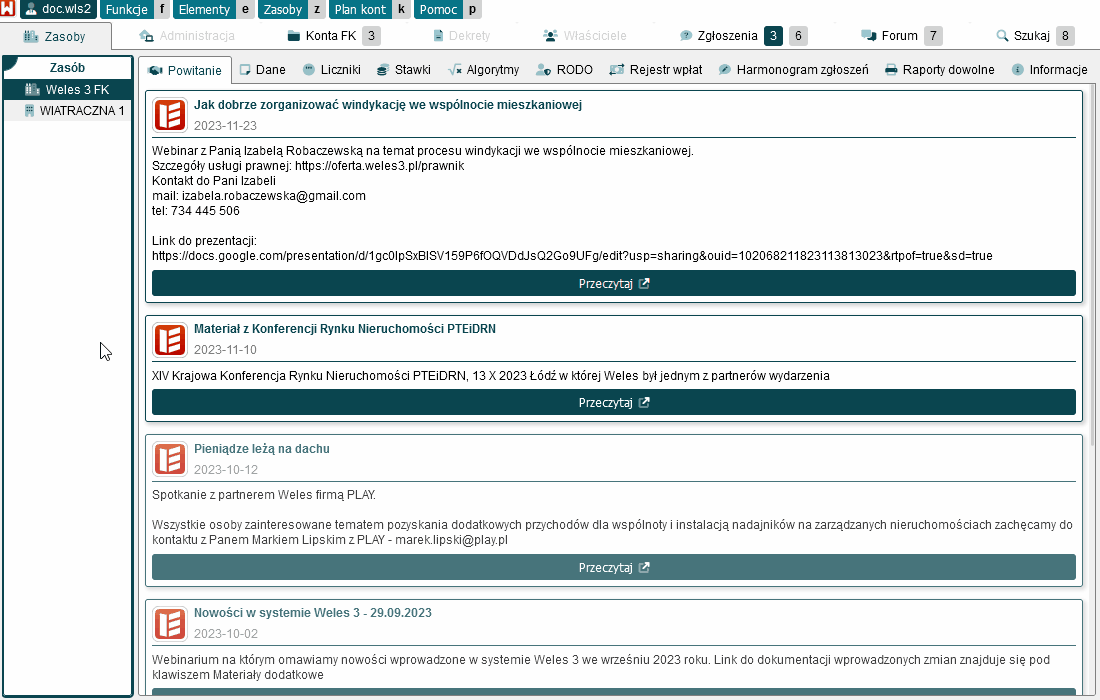 doc.wls2 Funkcje f Elementy e Zasoby z Plan kont k Pomoc p
Zasoby Administracja Konta FK 3 Dekrety Właściciele Zgłoszenia 3 6 Forum 7 Szukaj 8
Zasób
Weles 3 FK
WIATRACZNA 1
Powitanie Dane Liczniki Stawki Algorytmy RODO Rejestr wpłat Harmonogram zgłoszeń Raporty dowolne Informacje
Jak dobrze zorganizować windykację we wspólnocie mieszkaniowej
2023-11-23
Webinar z Panią Izabelą Robaczewską na temat procesu windykacji we wspólnocie mieszkaniowej.
Szczegóły usługi prawnej: https://oferta.weles3.pl/prawnik
Kontakt do Pani Izabeli
mail: izabela.robaczewska@gmail.com
tel: 734 445 506
Link do prezentacji:
https://docs.google.com/presentation/d/1gc0IpSxBISV159P6fOQVDdJsQ2Go9UFg/edit?usp=sharing&ouid=102068211823113813023&rtpof=true&sd=true
Przeczytaj
Materiał z Konferencji Rynku Nieruchomości PTEiDRN
2023-11-10
XIV Krajowa Konferencja Rynku Nieruchomości PTEiDRN, 13 X 2023 Łódź w której Weles był jednym z partnerów wydarzenia
Przeczytaj
Pieniądze leżą na dachu
2023-10-12
Spotkanie z partnerem Weles firmą PLAY.
Wszystkie osoby zainteresowane tematem pozyskania dodatkowych przychodów dla wspólnoty i instalacją nadajników na zarządzanych nieruchomościach zachęcamy do
kontaktu z Panem Markiem Lipskim z PLAY - marek.lipski@play.pl
Przeczytaj
Nowości w systemie Weles 3 - 29.09.2023
2023-10-02
Webinarium na którym omawiamy nowości wprowadzone w systemie Weles 3 we wrześniu 2023 roku. Link do dokumentacji wprowadzonych zmian znajduje się pod
klawiszem Materiały dodatkowe